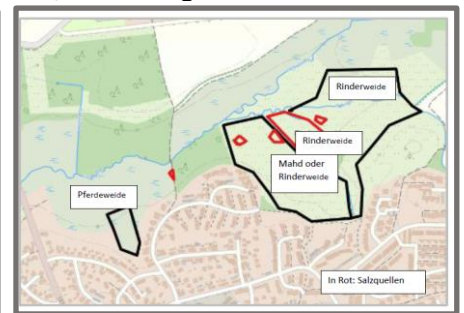 Rinderweide
Rinderweide
Mahd oder
Rinderweide
Pferdeweide
In Rot: Salzquellen